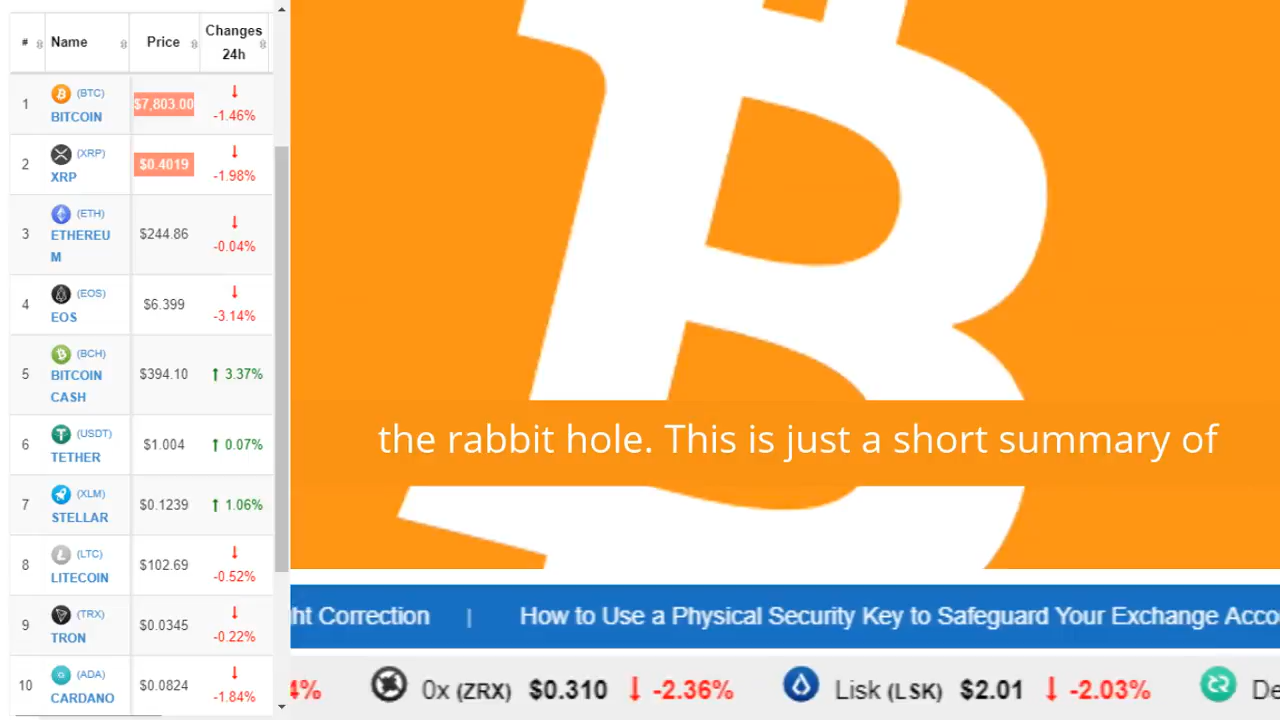 # Name Price Changes
24h
1 (BTC)
BITCOIN $7,803.00 -1.46%
2 (XRP)
XRP $0.4019 -1.98%
3 (ETH)
ETHEREU
M $244.86 -0.04%
4 (EOS)
EOS $6.399 -3.14%
5 (BCH)
BITCOIN
CASH $394.10 3.37%
6 (USDT)
TETHER $1.004 0.07%
7 (XLM)
STELLAR $0.1239 1.06%
8 (LTC)
LITECOIN $102.69 -0.52%
9 (TRX)
TRON $0.0345 -0.22%
10 (ADA)
CARDANO $0.0824 -1.84%
the rabbit hole. This is just a short summary of
ht Correction | How to Use a Physical Security Key to Safeguard Your Exchange Acco
4% 0x (ZRX) $0.310 -2.36% Lisk (LSK) $2.01 -2.03% De